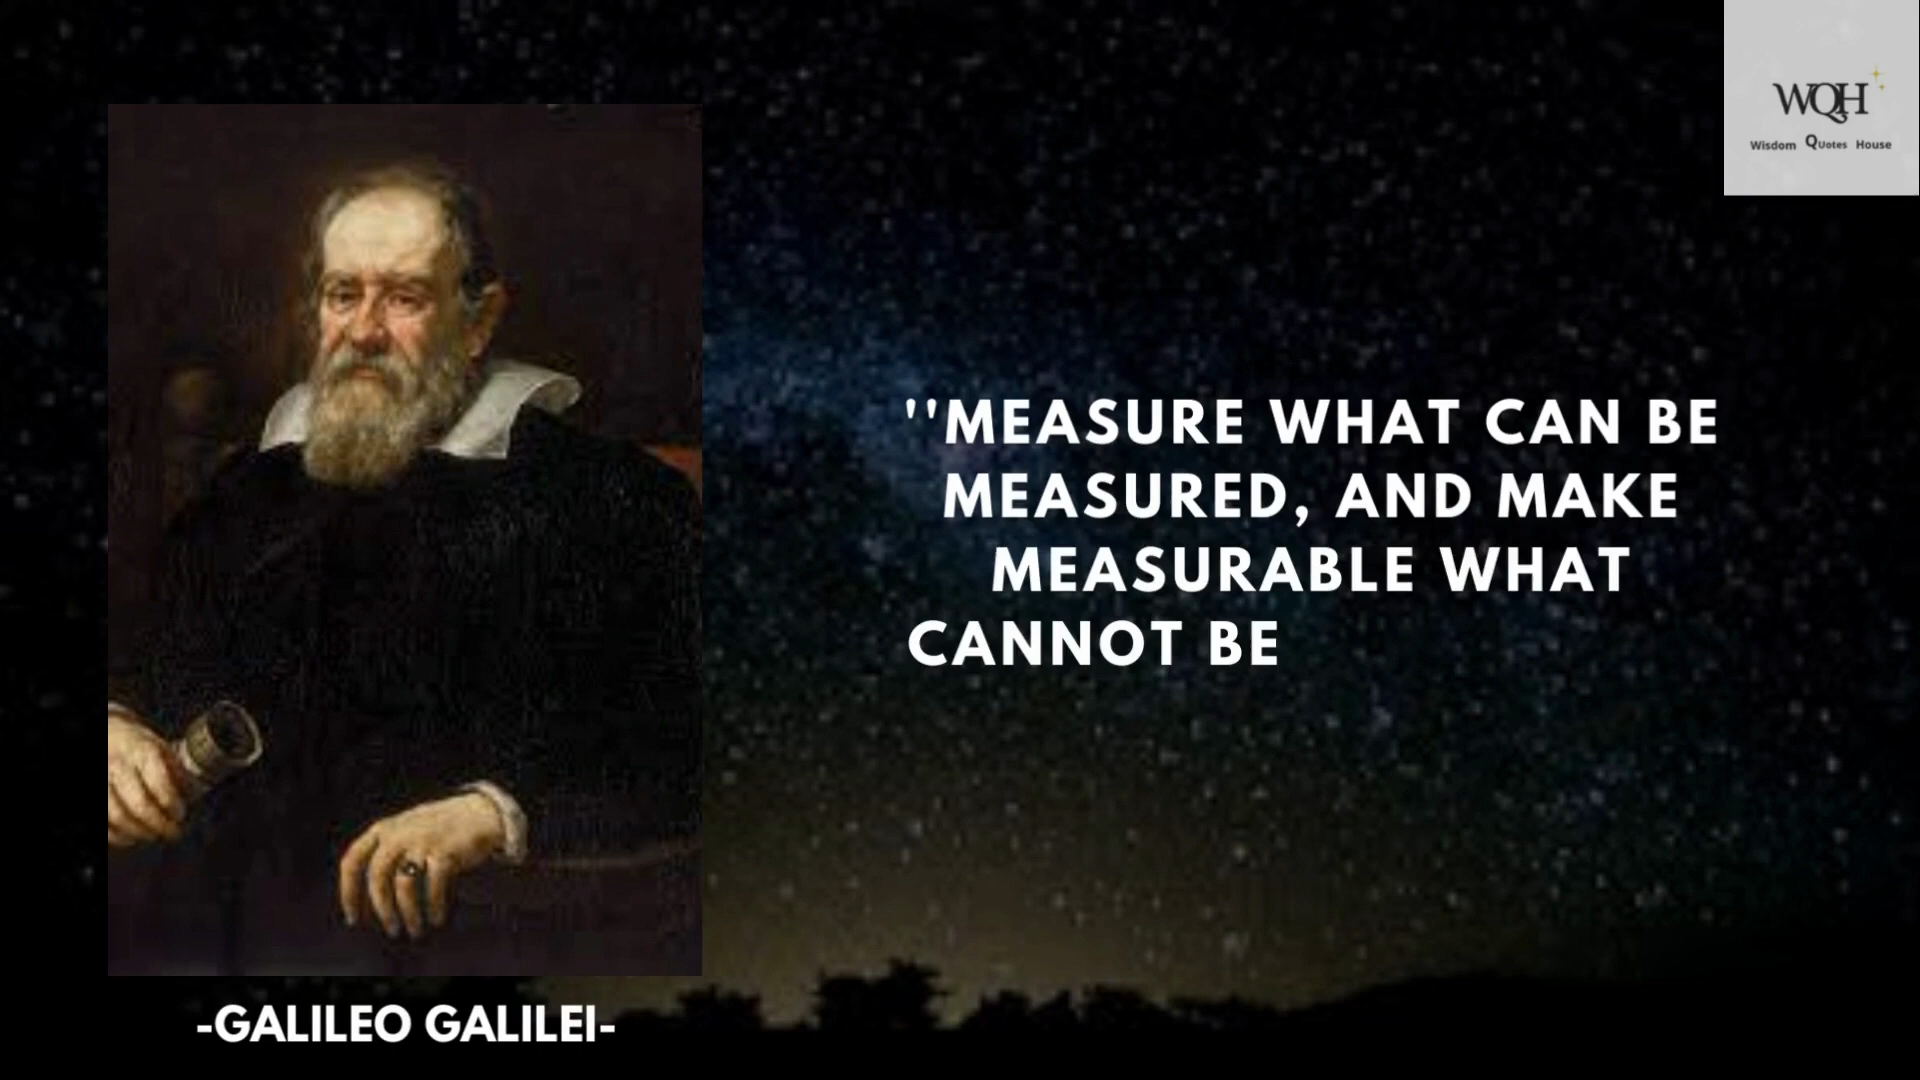 WQH
Wisdom Quotes House
''MEASURE WHAT CAN BE
MEASURED, AND MAKE
MEASURABLE WHAT
CANNOT BE
-GALILEO GALILEI-